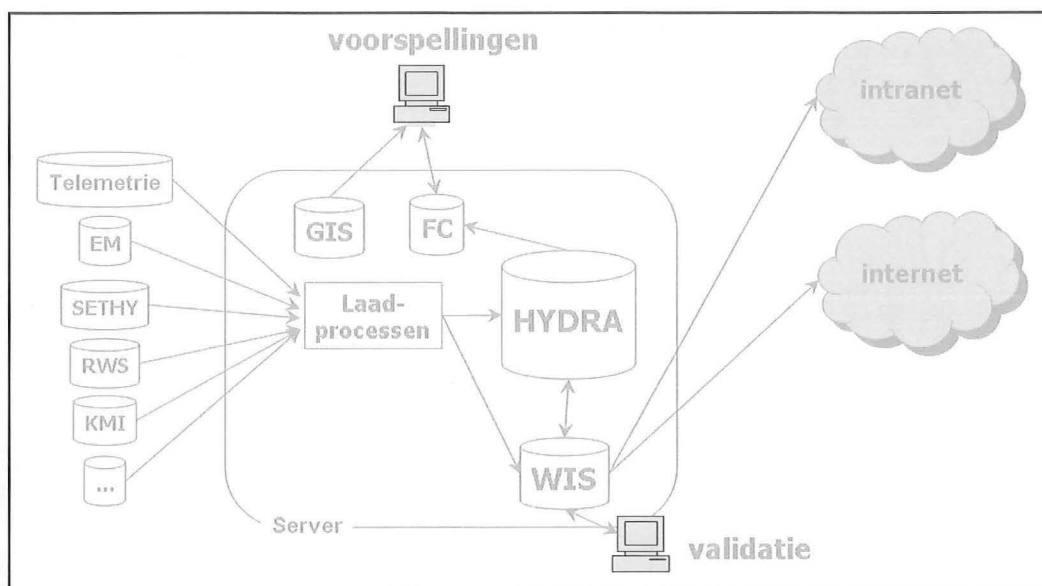 voorspellingen
intranet
Telemetrie
GIS
FC
EM
internet
SETHY
Laad-
processen
HYDRA
RWS
KMI
...
WIS
Server
validatie